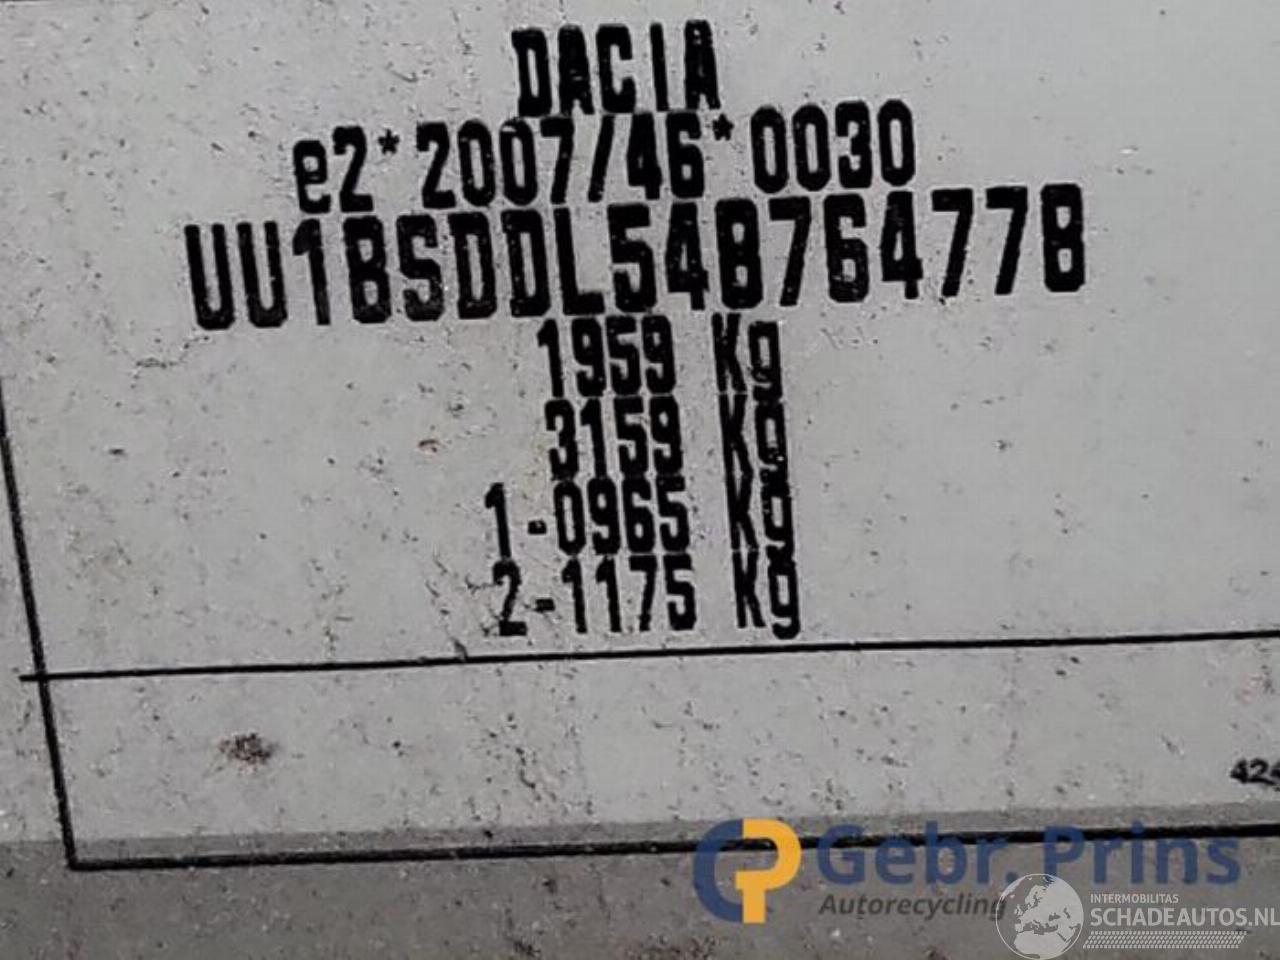 DACIA
e2*2007/46*0030
UU1BSDDL548764778
1959 Kg
3159 Kg
1-0965 Kg
2-1175 Kg
Gebr. Prins
Autorecycling
INTERMOBILITAS
SCHADEAUTOS.NL